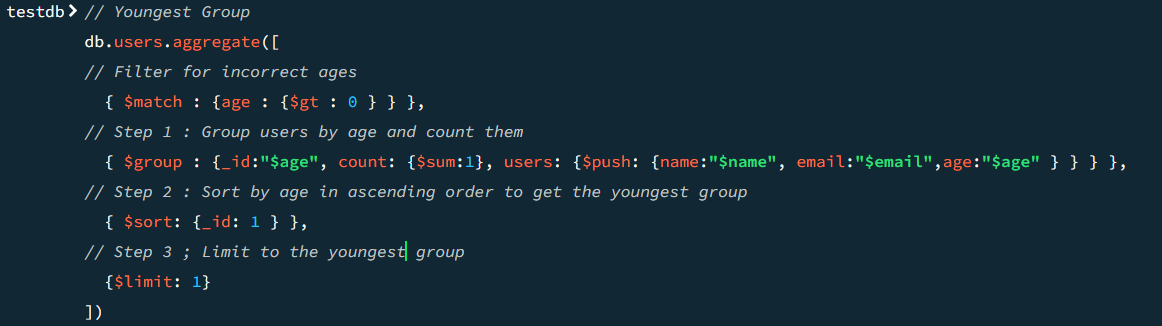 testdb> // Youngest Group
db.users.aggregate([
// Filter for incorrect ages
{ $match : {age : {$gt : 0 } } },
// Step 1 : Group users by age and count them
{ $group : {_id:"$age", count: {$sum:1}, users: {$push: {name:"$name", email:"$email",age:"$age" } } } },
// Step 2 : Sort by age in ascending order to get the youngest group
{ $sort: {_id: 1 } },
// Step 3 ; Limit to the youngest group
{$limit: 1}
])